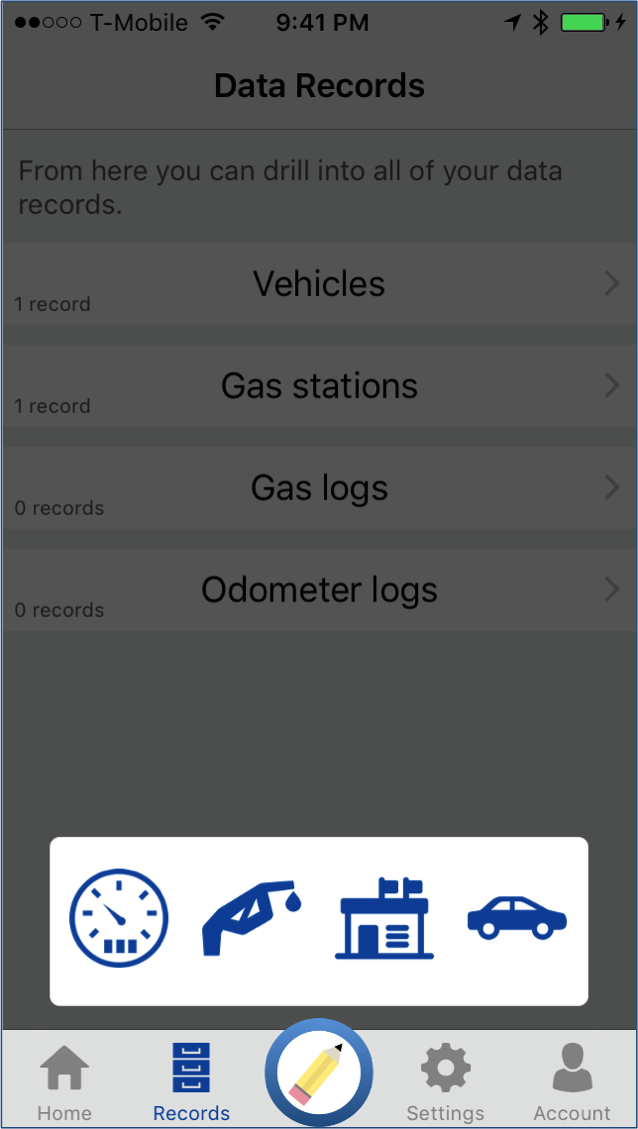 T-Mobile 9:41 PM
Data Records
From here you can drill into all of your data
records.
Vehicles
1 record
Gas stations
1 record
Gas logs
0 records
Odometer logs
0 records
Home Records Settings Account